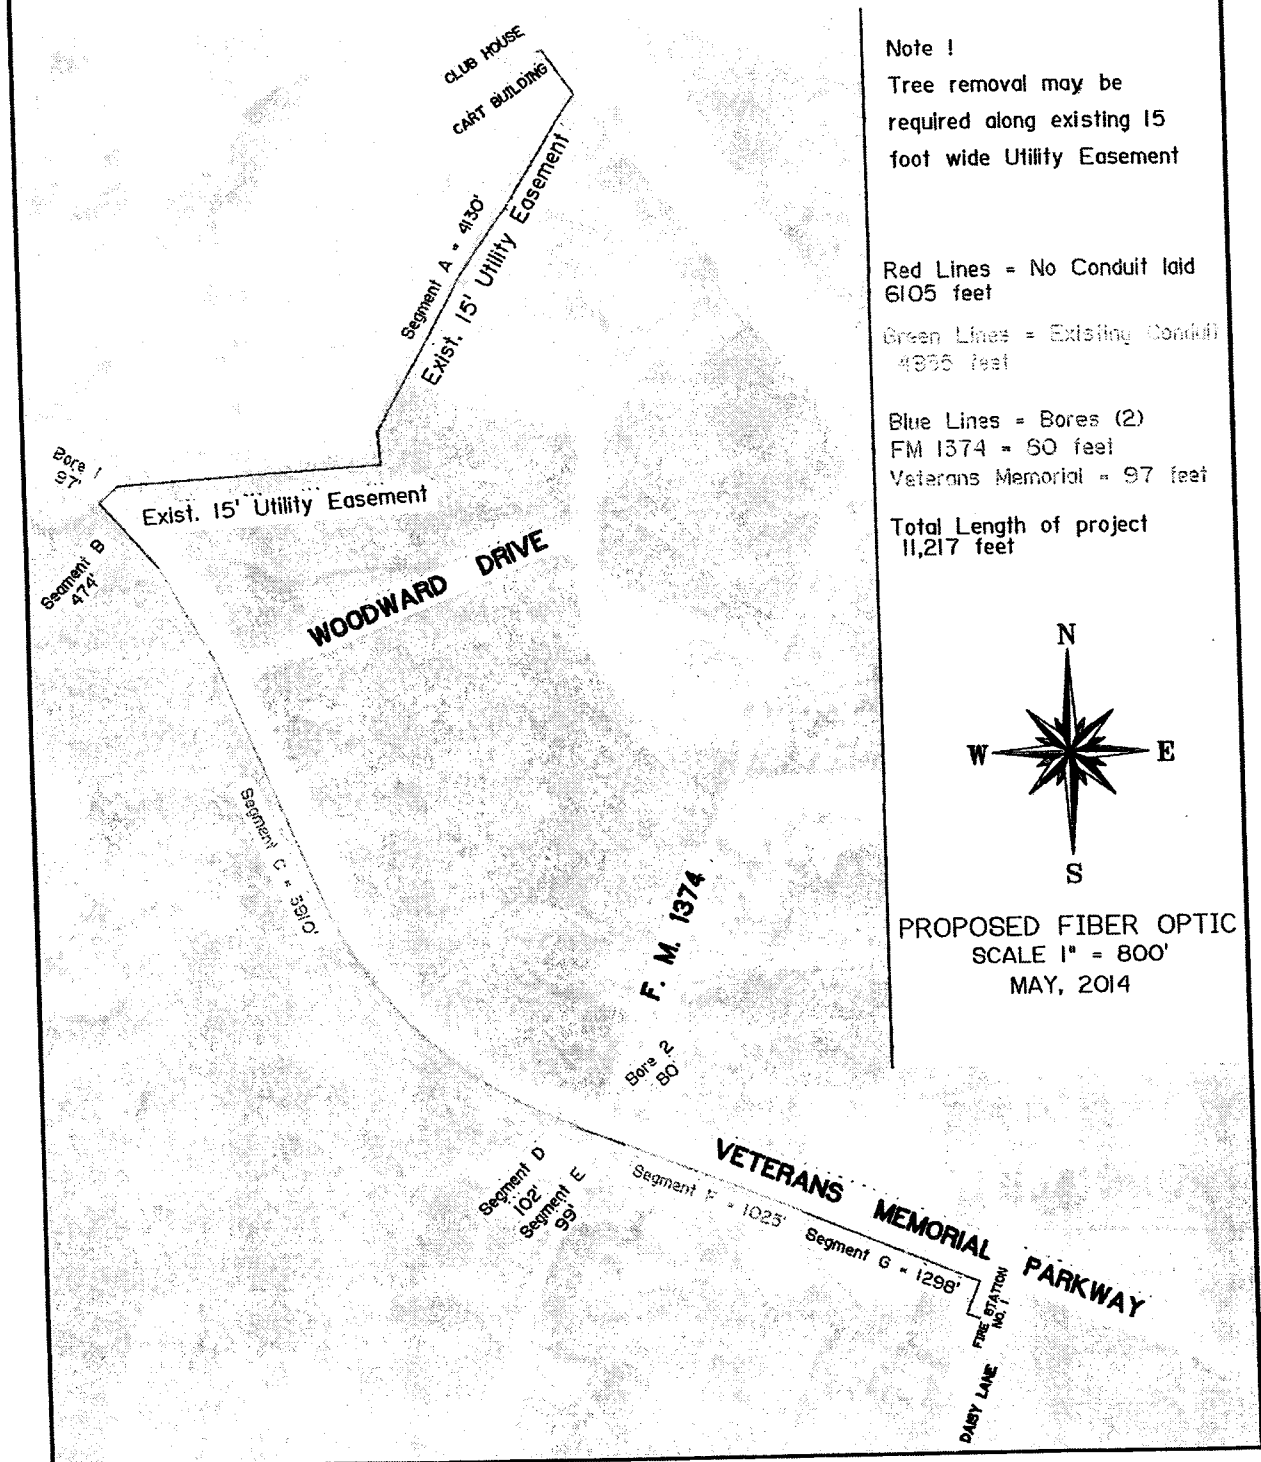 CLUB HOUSE
CART BUILDING
Segment A = 4130'
Exist. 15' Utility Easement
Bore 1
97'
Exist. 15' Utility Easement
Segment B
474'
WOODWARD DRIVE
Segment C = 3910'
F. M. 1374
Bore 2
80'
Segment D
102'
Segment E
99'
Segment F = 1025'
VETERANS MEMORIAL PARKWAY
Segment G = 1298'
FIRE STATION
NO. 1
DAISY LANE
Note !
Tree removal may be
required along existing 15
foot wide Utility Easement
Red Lines = No Conduit laid
6105 feet
Green Lines = Existing Conduit
4935 feet
Blue Lines = Bores (2)
FM 1374 = 80 feet
Veterans Memorial = 97 feet
Total Length of project
11,217 feet
N
W E
S
PROPOSED FIBER OPTIC
SCALE 1" = 800'
MAY, 2014